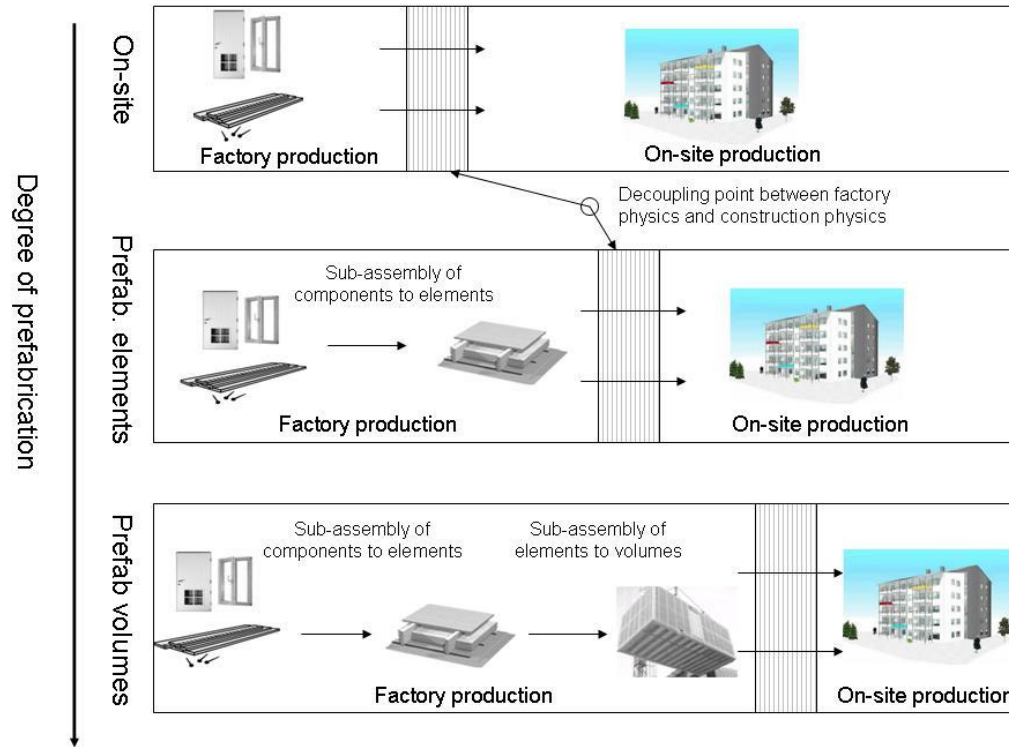 Degree of prefabrication
On-site
Factory production
On-site production
Decoupling point between factory
physics and construction physics
Prefab. elements
Sub-assembly of
components to elements
Factory production
On-site production
Prefab volumes
Sub-assembly of
components to elements
Sub-assembly of
elements to volumes
Factory production
On-site production